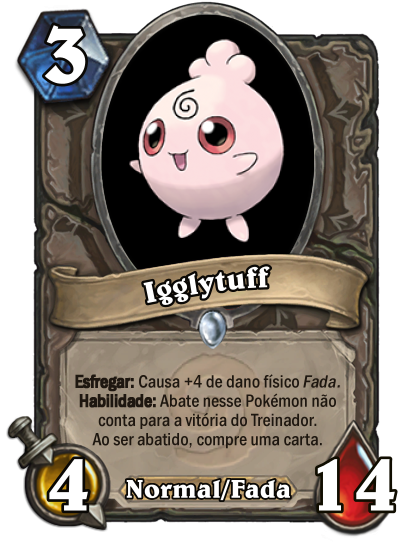 3
Igglytuff
Esfregar: Causa +4 de dano físico Fada.
Habilidade: Abate nesse Pokémon não
conta para a vitória do Treinador.
Ao ser abatido, compre uma carta.
4
Normal/Fada
14